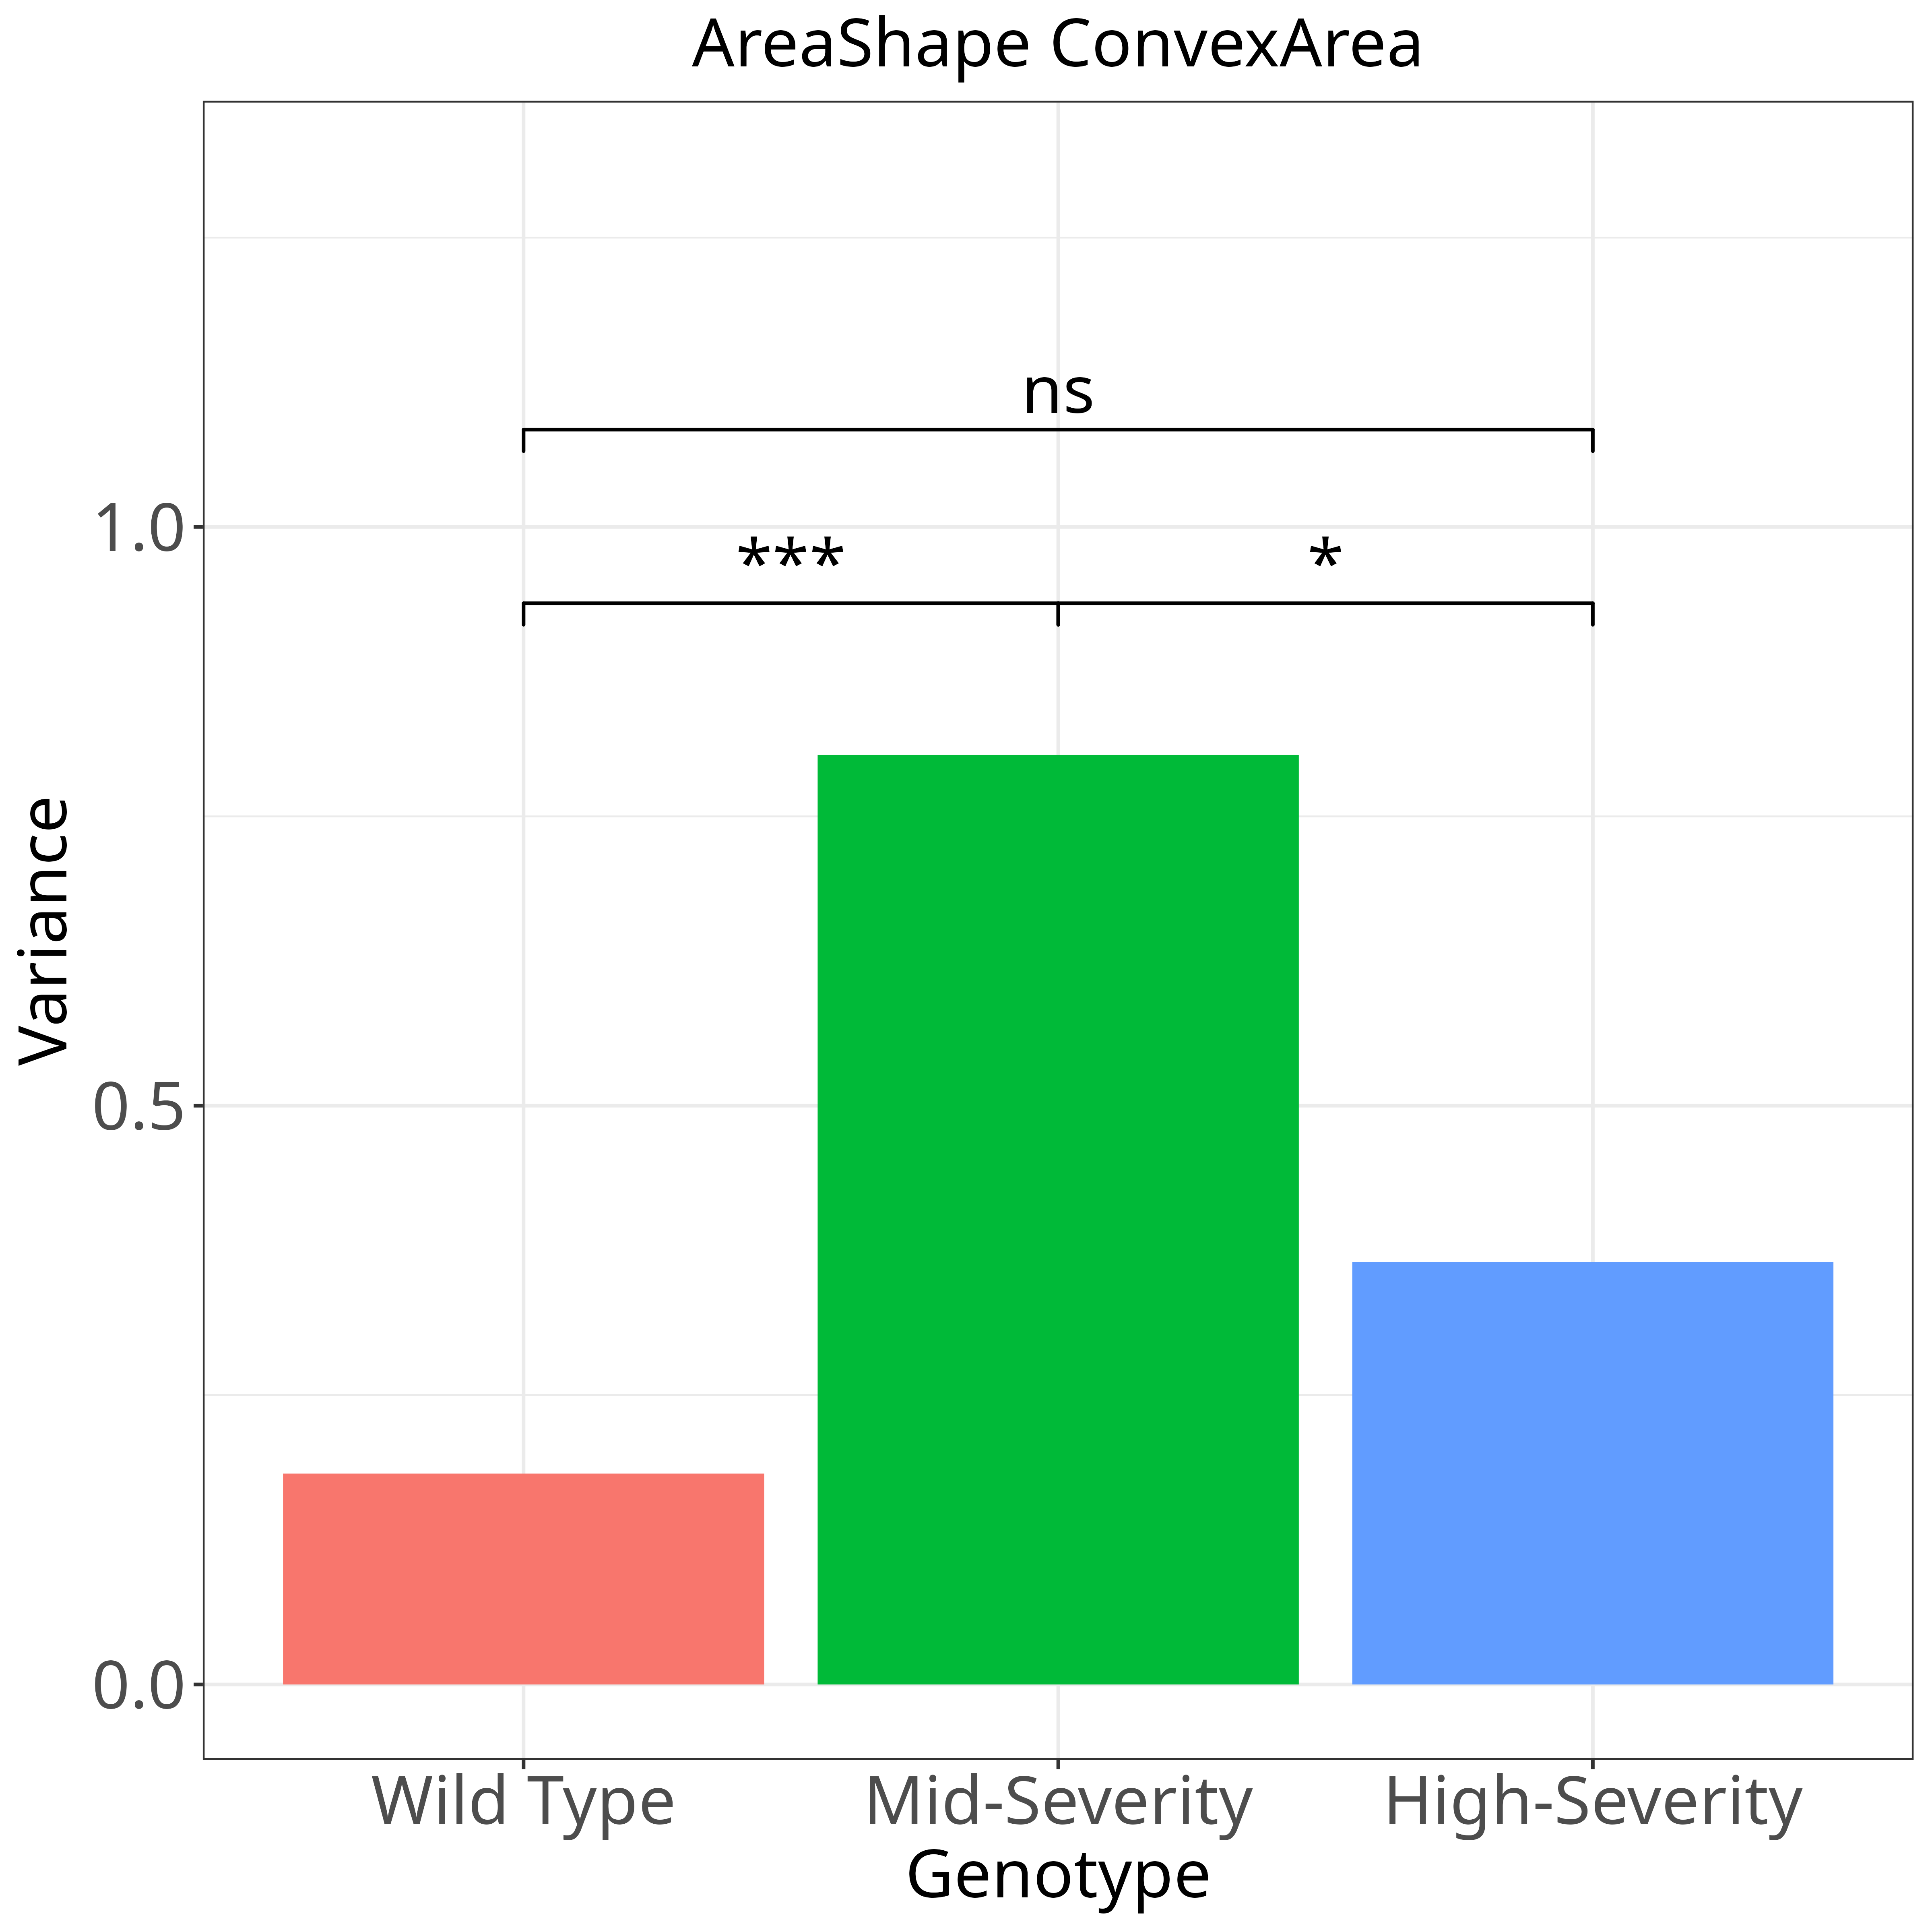 AreaShape ConvexArea
ns
1.0
***
*
Variance
0.5
0.0
Wild Type
Mid-Severity
High-Severity
Genotype